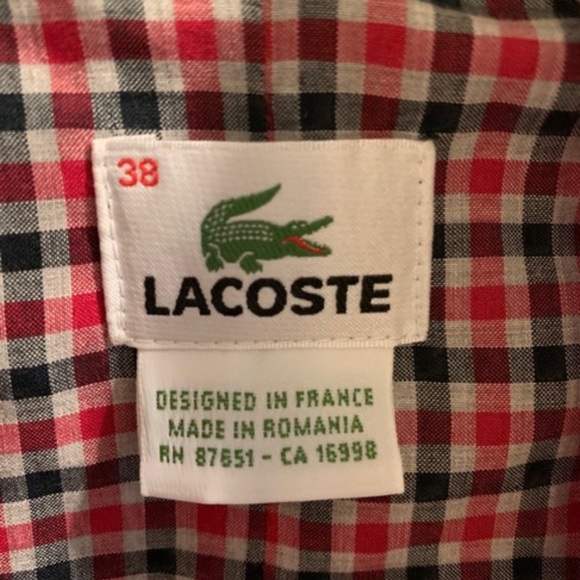 38
LACOSTE
DESIGNED IN FRANCE
MADE IN ROMANIA
RN 87651 - CA 16998